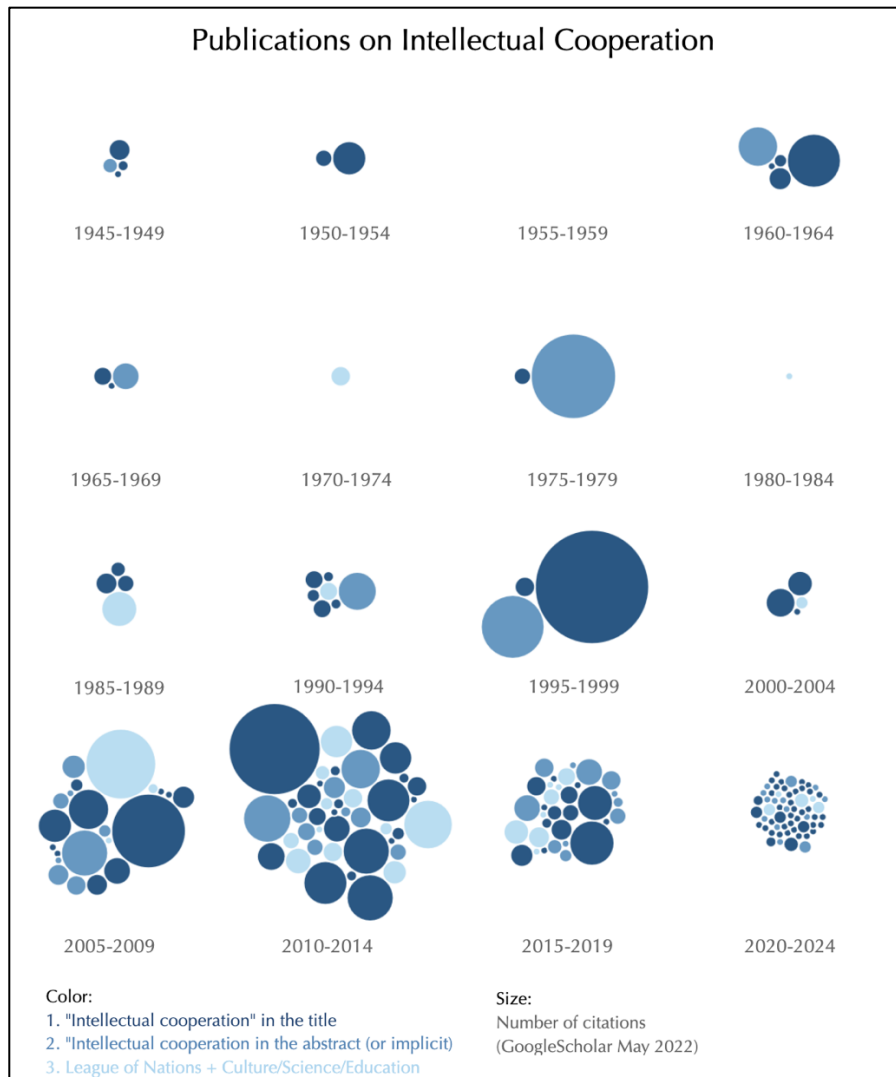 Publications on Intellectual Cooperation
1945-1949
1950-1954
1955-1959
1960-1964
1965-1969
1970-1974
1975-1979
1980-1984
1985-1989
1990-1994
1995-1999
2000-2004
2005-2009
2010-2014
2015-2019
2020-2024
Color:
1. "Intellectual cooperation" in the title
2. "Intellectual cooperation in the abstract (or implicit)
3. League of Nations + Culture/Science/Education
Size:
Number of citations
(GoogleScholar May 2022)